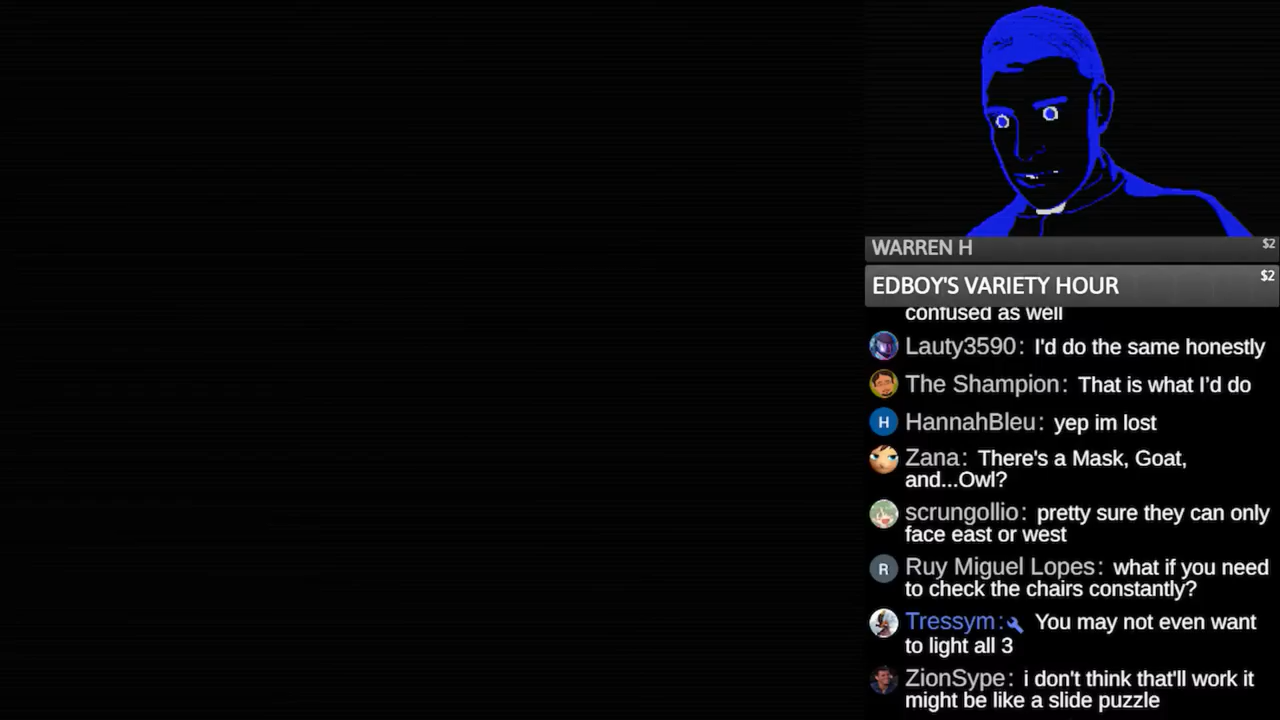 WARREN H $2
EDBOY'S VARIETY HOUR $2
confused as well
Lauty3590: I'd do the same honestly
The Shampion: That is what I'd do
H HannahBleu: yep im lost
Zana: There's a Mask, Goat,
and...Owl?
scrungollio: pretty sure they can only
face east or west
R Ruy Miguel Lopes: what if you need
to check the chairs constantly?
Tressym: You may not even want
to light all 3
ZionSype: i don't think that'll work it
might be like a slide puzzle